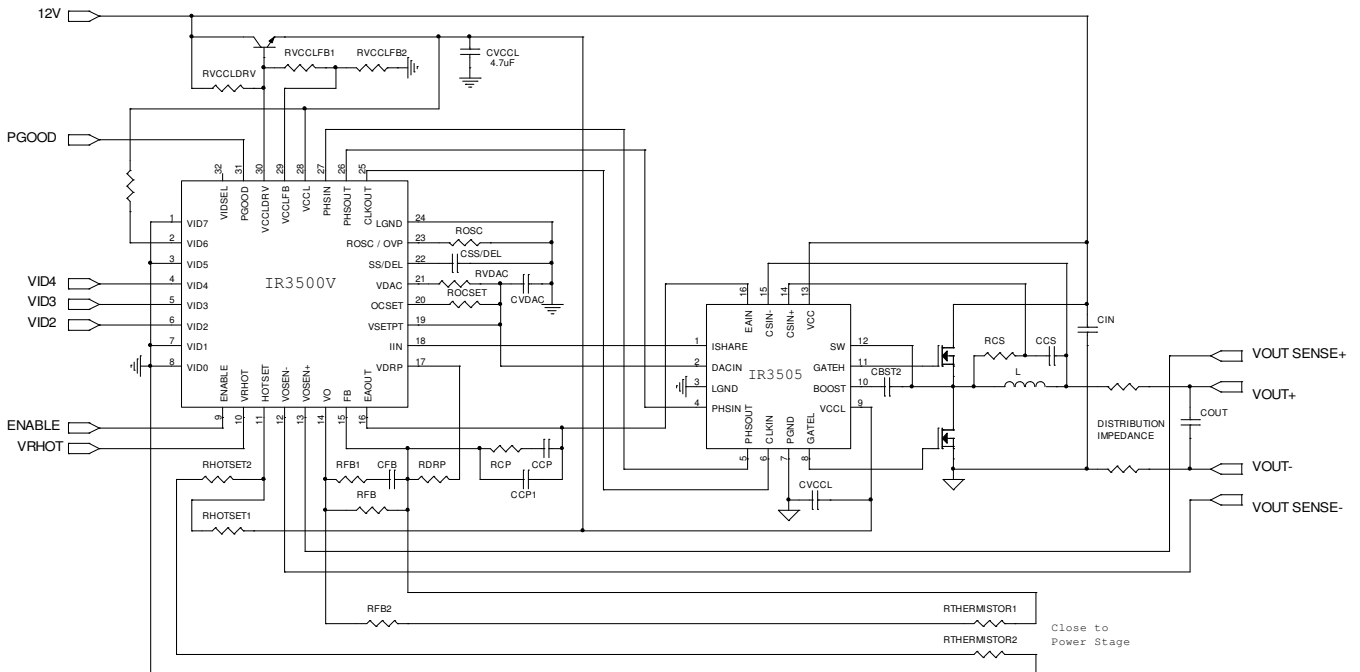 12V
RVCCLFB1 RVCCLFB2
CVCCL
4.7uF
RVCCLDRV
PGOOD
32 31 30 29 28 27 26 25
VIDSEL PGOOD VCCLDRV VCCLFB VCCL PHSIN PHSOUT CLKOUT
1 VID7 LGND 24
2 VID6 ROSC / OVP 23 ROSC
3 VID5 SS/DEL 22 CSS/DEL
IR3500V
VID4 4 VID4 VDAC 21 RVDAC CVDAC
VID3 5 VID3 OCSET 20 ROCSET
VID2 6 VID2 VSETPT 19
7 VID1 IIN 18
8 VID0 VDRP 17
ENABLE VRHOT HOTSET VOSEN- VOSEN+ VO FB EAOUT
9 10 11 12 13 14 15 16
ENABLE
VRHOT
16 15 14 13
EAIN CSIN- CSIN+ VCC
1 ISHARE SW 12
2 DACIN GATEH 11
IR3505
3 LGND BOOST 10 CBST2
4 PHSIN VCCL 9
PHSOUT CLKIN PGND GATEL
5 6 7 8
CVCCL
CIN
RCS CCS
L
VOUT SENSE+
VOUT+
DISTRIBUTION
IMPEDANCE
COUT
VOUT-
VOUT SENSE-
RHOTSET2
RFB1 CFB RDRP
RCP CCP
CCP1
RFB
RHOTSET1
RFB2 RTHERMISTOR1
Close to
Power Stage
RTHERMISTOR2